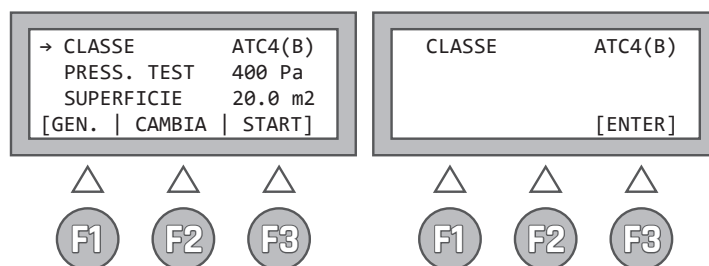 → CLASSE ATC4(B)
PRESS. TEST 400 Pa
SUPERFICIE 20.0 m2
[GEN. | CAMBIA | START]
F1 F2 F3
CLASSE ATC4(B)
[ENTER]
F1 F2 F3